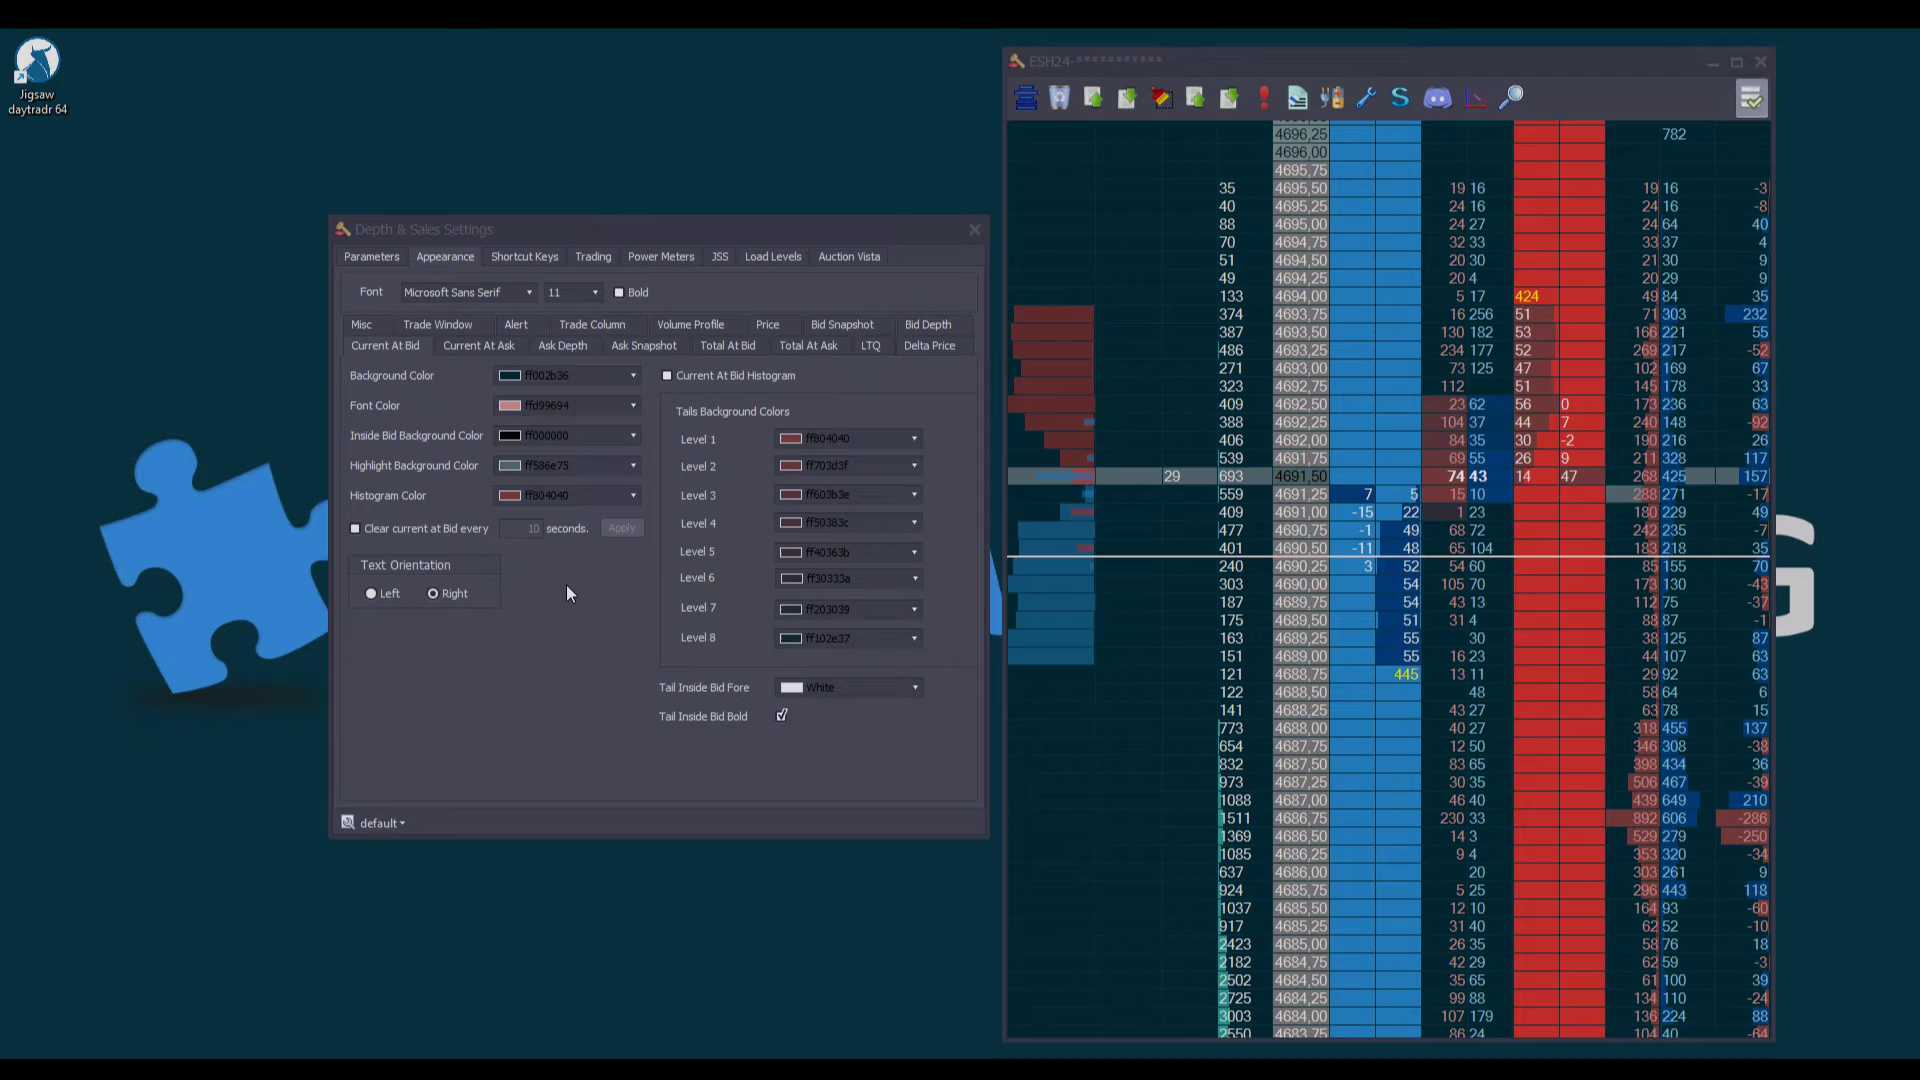 Jigsaw
daytradr 64
Depth & Sales Settings
Parameters Appearance Shortcut Keys Trading Power Meters JSS Load Levels Auction Vista
Font Microsoft Sans Serif 11 Bold
Misc Trade Window Alert Trade Column Volume Profile Price Bid Snapshot Bid Depth
Current At Bid Current At Ask Ask Depth Ask Snapshot Total At Bid Total At Ask LTQ Delta Price
Background Color ff002b36 Current At Bid Histogram
Font Color ffd99694 Tails Background Colors
Inside Bid Background Color ff000000 Level 1 ff804040
Highlight Background Color ff586e75 Level 2 ff703d3f
Histogram Color ff804040 Level 3 ff603b3e
Clear current at Bid every 10 seconds. Apply Level 4 ff50383c
Level 5 ff40363b
Text Orientation Level 6 ff30333a
Left Right Level 7 ff203039
Level 8 ff102e37
Tail Inside Bid Fore White
Tail Inside Bid Bold
default
ESH24-
4696,25 782
4696,00
4695,75
35 4695,50 19 16 19 16 -3
40 4695,25 24 16 24 16 -8
88 4695,00 24 27 24 64 40
70 4694,75 32 33 33 37 4
51 4694,50 20 30 21 30 9
49 4694,25 20 4 20 29 9
133 4694,00 5 17 424 49 84 35
374 4693,75 16 256 51 71 303 232
387 4693,50 130 182 53 166 221 55
486 4693,25 234 177 52 269 217 -52
271 4693,00 73 125 47 102 169 67
323 4692,75 112 51 145 178 33
409 4692,50 23 62 56 0 173 236 63
388 4692,25 104 37 44 7 240 148 -92
406 4692,00 84 35 30 -2 190 216 26
539 4691,75 69 55 26 9 211 328 117
29 693 4691,50 74 43 14 47 268 425 157
559 4691,25 7 5 15 10 288 271 -17
409 4691,00 -15 22 1 23 180 229 49
477 4690,75 -1 49 68 72 242 235 -7
401 4690,50 -11 48 65 104 183 218 35
240 4690,25 3 52 54 60 85 155 70
303 4690,00 54 105 70 173 130 -43
187 4689,75 54 43 13 112 75 -37
175 4689,50 51 31 4 88 87 -1
163 4689,25 55 30 38 125 87
151 4689,00 55 16 23 44 107 63
121 4688,75 445 13 11 29 92 63
122 4688,50 48 58 64 6
141 4688,25 43 27 63 78 15
773 4688,00 40 27 318 455 137
654 4687,75 12 50 346 308 -38
832 4687,50 83 65 398 434 36
973 4687,25 30 35 506 467 -39
1088 4687,00 46 40 439 649 210
1511 4686,75 230 33 892 606 -286
1369 4686,50 14 3 529 279 -250
1085 4686,25 9 4 353 320 -34
637 4686,00 20 303 261 9
924 4685,75 5 25 296 443 118
1037 4685,50 12 10 164 93 -60
917 4685,25 31 40 62 52 -10
2423 4685,00 26 35 58 76 18
2182 4684,75 42 29 62 59 -3
2502 4684,50 35 65 61 100 39
2725 4684,25 99 88 134 110 -24
3003 4684,00 107 179 136 224 88
2550 4683,75 86 24 104 40 -64
G